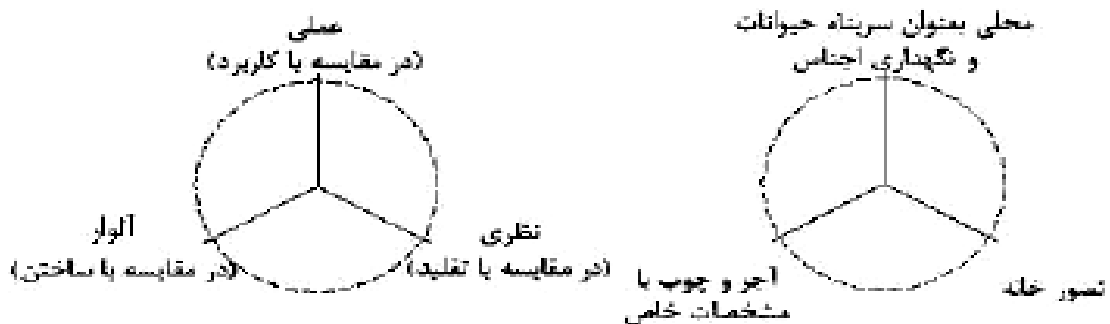 محلی بعنوان سرپناه حیوانات
و نگهداری اجناس
تصور خانه
آجر و چوب با
مشخصات خاص
عملی
(در مقایسه با کاربرد)
نظری
(در مقایسه با تقلید)
آلوار
(در مقایسه با ساختن)